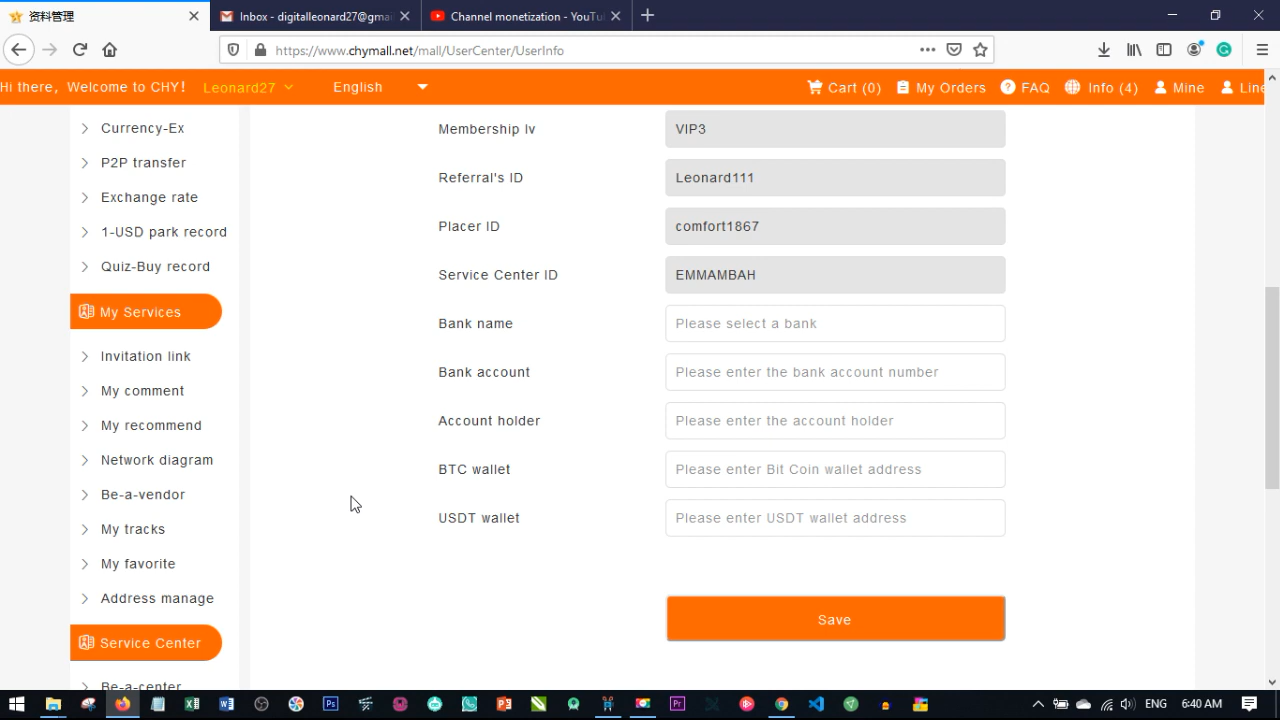 资料管理
Inbox - digitalleonard27@gmai
Channel monetization - YouTu
https://www.chymall.net/mall/UserCenter/UserInfo
Hi there, Welcome to CHY!
Leonard27
English
Cart (0)
My Orders
FAQ
Info (4)
Mine
Line
Currency-Ex
P2P transfer
Exchange rate
1-USD park record
Quiz-Buy record
My Services
Invitation link
My comment
My recommend
Network diagram
Be-a-vendor
My tracks
My favorite
Address manage
Service Center
Be-a-center
Membership lv
VIP3
Referral's ID
Leonard111
Placer ID
comfort1867
Service Center ID
EMMAMBAH
Bank name
Please select a bank
Bank account
Please enter the bank account number
Account holder
Please enter the account holder
BTC wallet
Please enter Bit Coin wallet address
USDT wallet
Please enter USDT wallet address
Save
ENG
6:40 AM